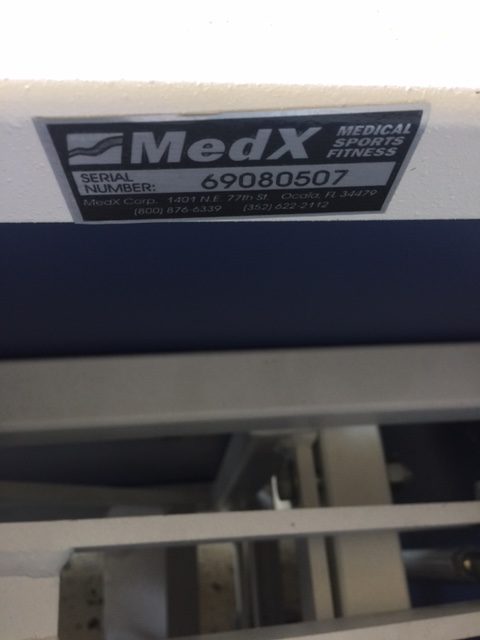 MedX
MEDICAL
SPORTS
FITNESS
SERIAL
NUMBER: 69080507
MedX Corp. 1401 N.E. 77th St. Ocala, FL 34479
(800) 876-6339 (352) 622-2112